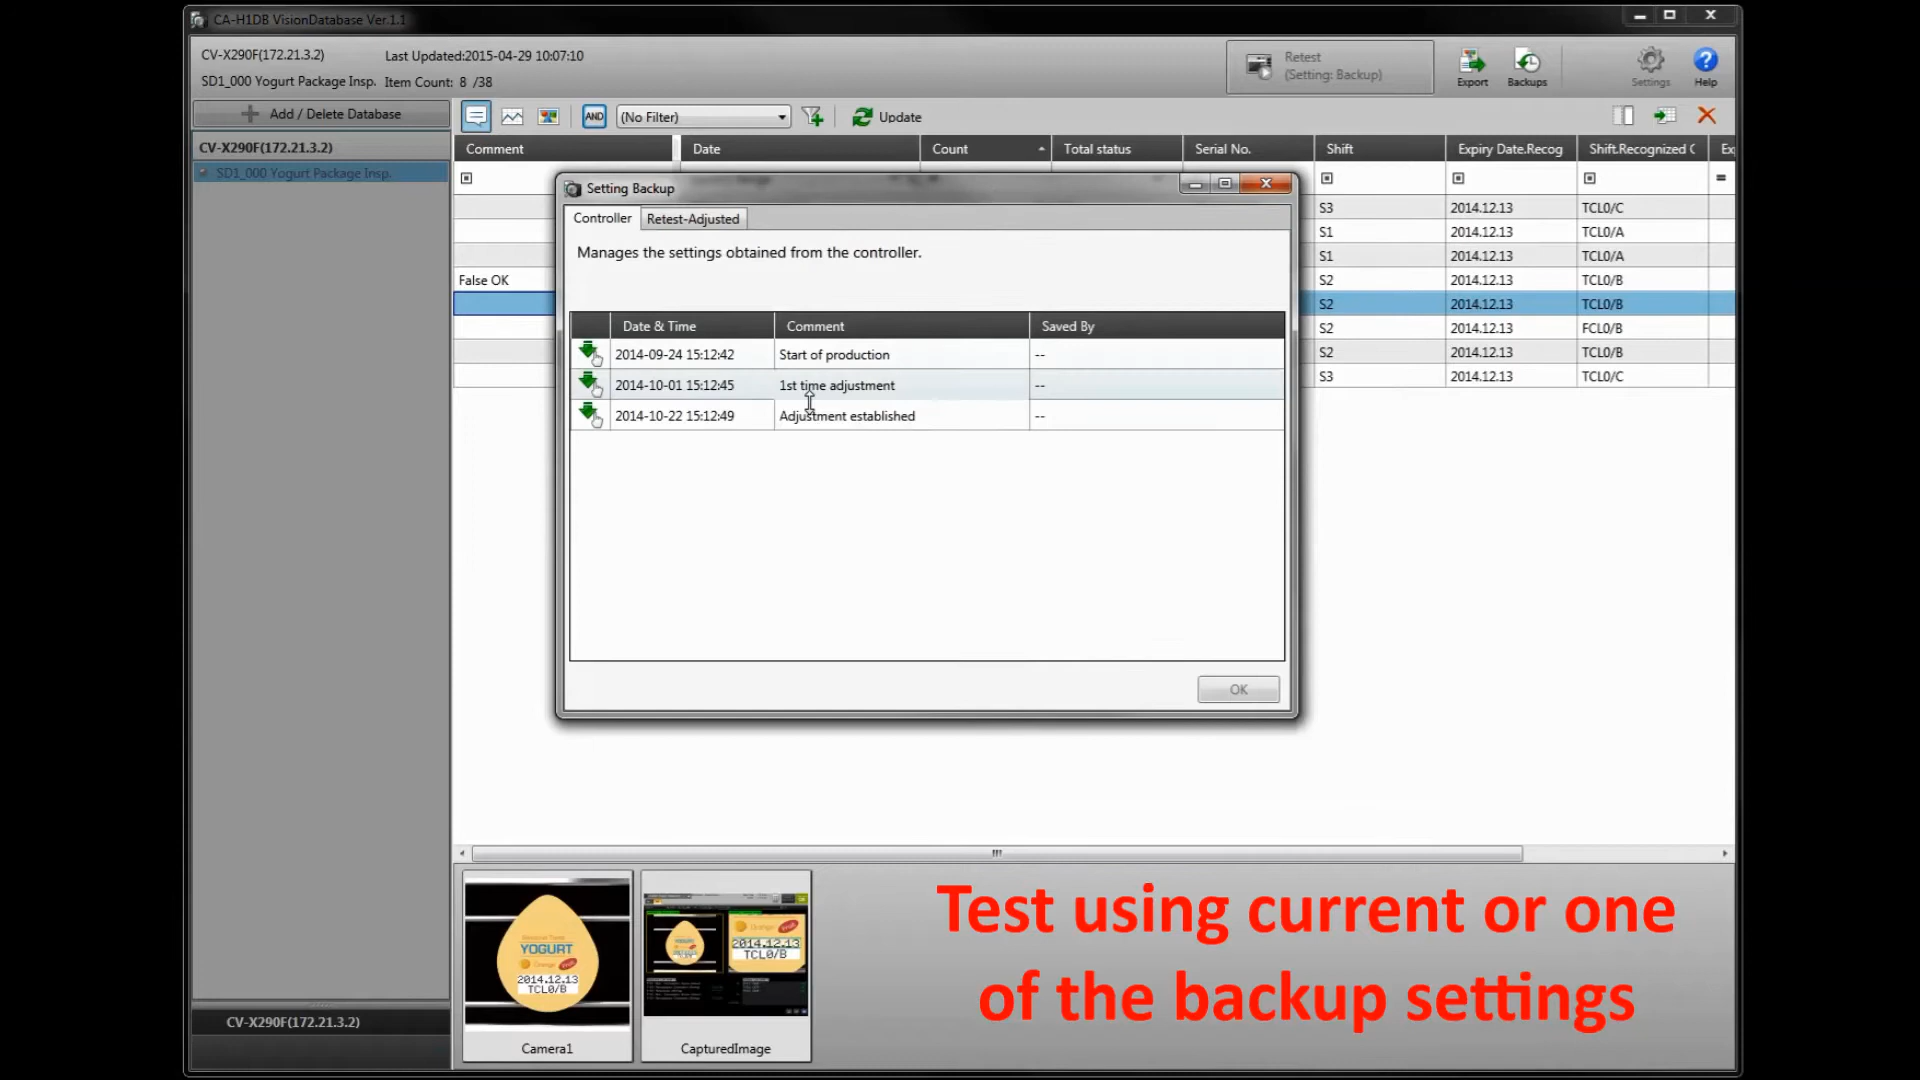 CA-H1DB VisionDatabase Ver.1.1
CV-X290F(172.21.3.2) Last Updated:2015-04-29 10:07:10
SD1_000 Yogurt Package Insp. Item Count: 8 /38
Retest
(Setting: Backup)
Export Backups Settings Help
Add / Delete Database
AND (No Filter) Update
CV-X290F(172.21.3.2)
SD1_000 Yogurt Package Insp.
Comment Date Count Total status Serial No. Shift Expiry Date.Recog Shift.Recognized C Ex
=
S3 2014.12.13 TCL0/C
S1 2014.12.13 TCL0/A
S1 2014.12.13 TCL0/A
False OK S2 2014.12.13 TCL0/B
S2 2014.12.13 TCL0/B
S2 2014.12.13 FCL0/B
S2 2014.12.13 TCL0/B
S3 2014.12.13 TCL0/C
Setting Backup
Controller Retest-Adjusted
Manages the settings obtained from the controller.
Date & Time Comment Saved By
2014-09-24 15:12:42 Start of production --
2014-10-01 15:12:45 1st time adjustment --
2014-10-22 15:12:49 Adjustment established --
OK
YOGURT
Orange
2014.12.13
TCL0/B
Camera1
Orange
2014.12.13
TCL0/B
CapturedImage
Test using current or one
of the backup settings
CV-X290F(172.21.3.2)